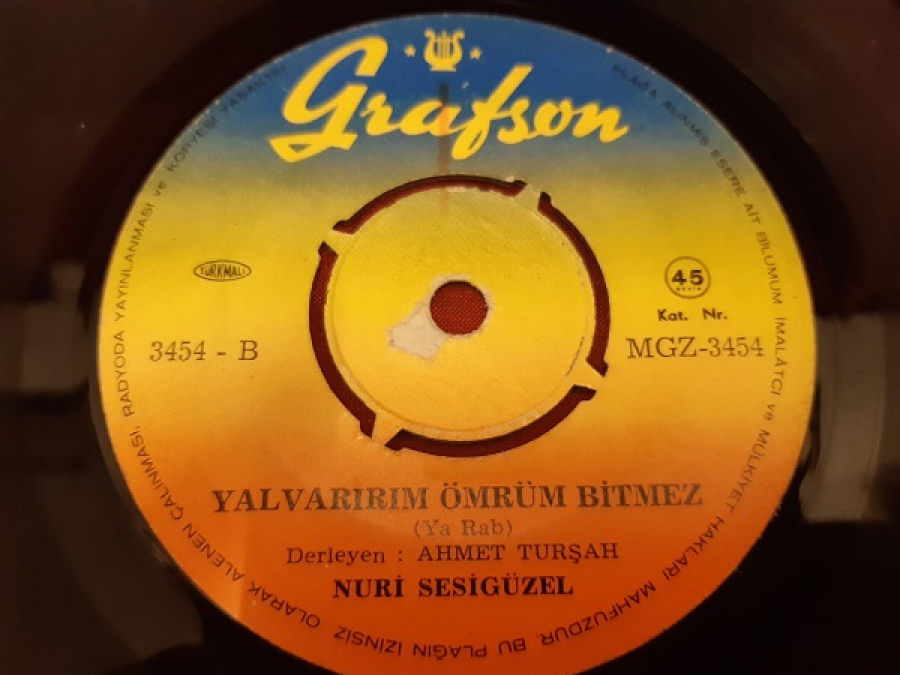 Grafson
PLAĞA ALINMIŞ ESERE AİT BİLUMUM İMALÂTCI ve MÜLKİYET HAKLARI MAHFUZDUR. BU PLAĞIN İZİNSİZ OLARAK ALENEN ÇALINMASI, RADYODA YAYINLANMASI ve KOPYESİ YASAKTIR
TÜRKMALI
45
Kat. Nr.
3454 - B
MGZ-3454
YALVARIRIM ÖMRÜM BİTMEZ
(Ya Rab)
Derleyen : AHMET TURŞAH
NURİ SESİGÜZEL